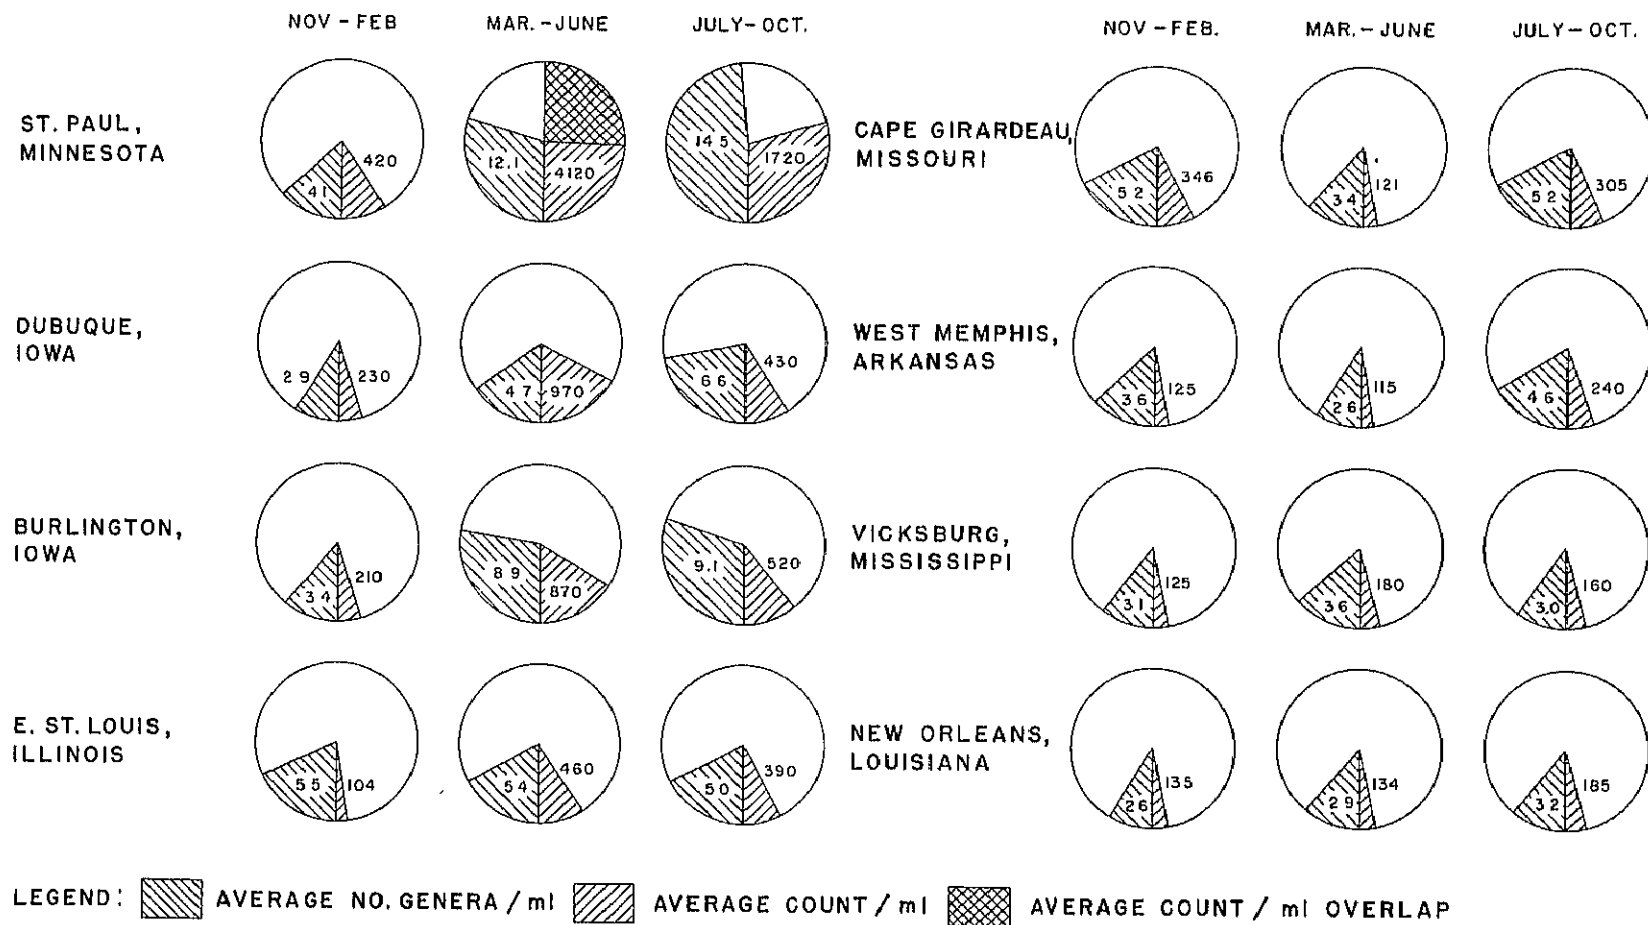 NOV - FEB MAR. - JUNE JULY - OCT. NOV - FEB. MAR. - JUNE JULY - OCT.
ST. PAUL,
MINNESOTA
4 1 420 12.1 4120 14 5 1720
CAPE GIRARDEAU,
MISSOURI
5 2 346 3 4 121 5 2 305
DUBUQUE,
IOWA
2 9 230 4 7 970 6 6 430
WEST MEMPHIS,
ARKANSAS
3 6 125 2 6 115 4 6 240
BURLINGTON,
IOWA
3 4 210 8 9 870 9.1 520
VICKSBURG,
MISSISSIPPI
3 1 125 3 6 180 3.0 160
E. ST. LOUIS,
ILLINOIS
5 5 104 5 4 460 5 0 390
NEW ORLEANS,
LOUISIANA
2 6 135 2 9 134 3 2 185
LEGEND: AVERAGE NO. GENERA / ml AVERAGE COUNT / ml AVERAGE COUNT / ml OVERLAP